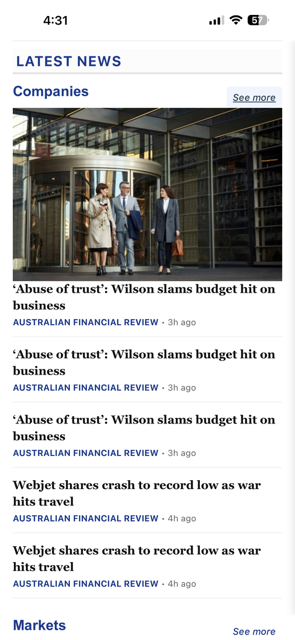 4:31
57
LATEST NEWS
Companies
See more
‘Abuse of trust’: Wilson slams budget hit on
business
AUSTRALIAN FINANCIAL REVIEW • 3h ago
‘Abuse of trust’: Wilson slams budget hit on
business
AUSTRALIAN FINANCIAL REVIEW • 3h ago
‘Abuse of trust’: Wilson slams budget hit on
business
AUSTRALIAN FINANCIAL REVIEW • 3h ago
Webjet shares crash to record low as war
hits travel
AUSTRALIAN FINANCIAL REVIEW • 4h ago
Webjet shares crash to record low as war
hits travel
AUSTRALIAN FINANCIAL REVIEW • 4h ago
Markets
See more